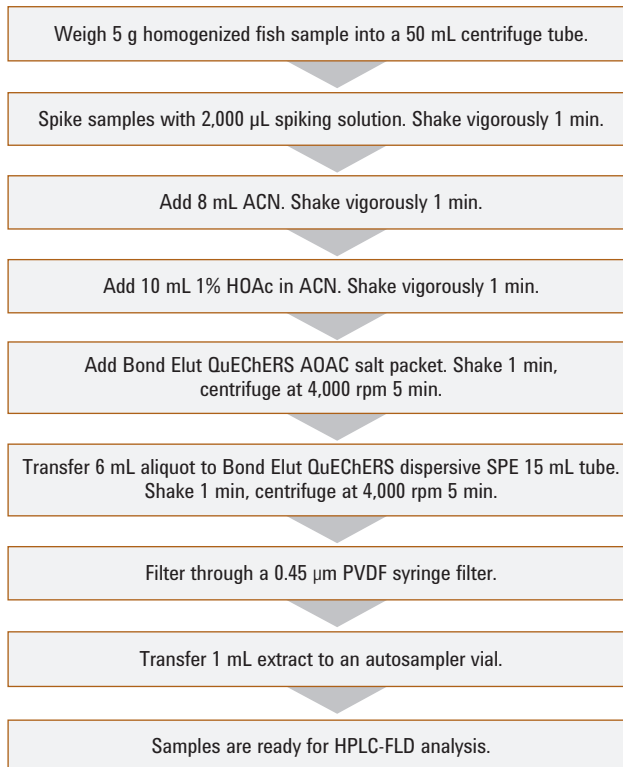 Weigh 5 g homogenized fish sample into a 50 mL centrifuge tube.
Spike samples with 2,000 µL spiking solution. Shake vigorously 1 min.
Add 8 mL ACN. Shake vigorously 1 min.
Add 10 mL 1% HOAc in ACN. Shake vigorously 1 min.
Add Bond Elut QuEChERS AOAC salt packet. Shake 1 min,
centrifuge at 4,000 rpm 5 min.
Transfer 6 mL aliquot to Bond Elut QuEChERS dispersive SPE 15 mL tube.
Shake 1 min, centrifuge at 4,000 rpm 5 min.
Filter through a 0.45 µm PVDF syringe filter.
Transfer 1 mL extract to an autosampler vial.
Samples are ready for HPLC-FLD analysis.